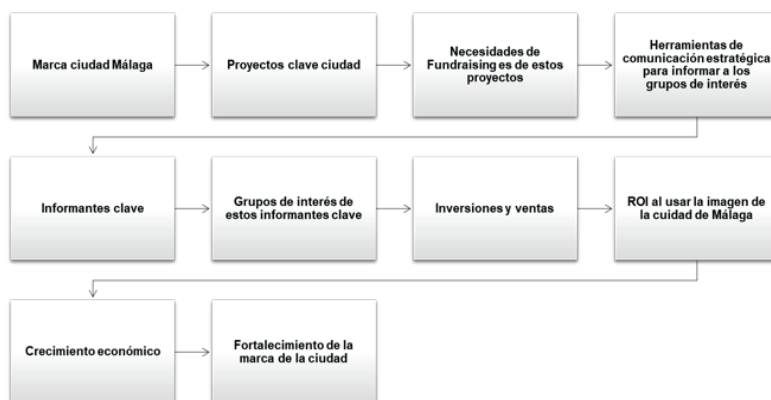 Marca ciudad Málaga
Proyectos clave ciudad
Necesidades de
Fundraising es de estos
proyectos
Herramientas de
comunicación estratégica
para informar a los
grupos de interés
Informantes clave
Grupos de interés de
estos informantes clave
Inversiones y ventas
ROI al usar la imagen de
la cuidad de Málaga
Crecimiento económico
Fortalecimiento de la
marca de la ciudad